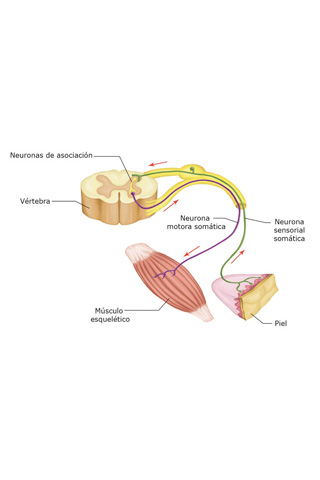 Neuronas de asociación
Vértebra
Neurona
motora somática
Neurona
sensorial
somática
Músculo
esquelético
Piel